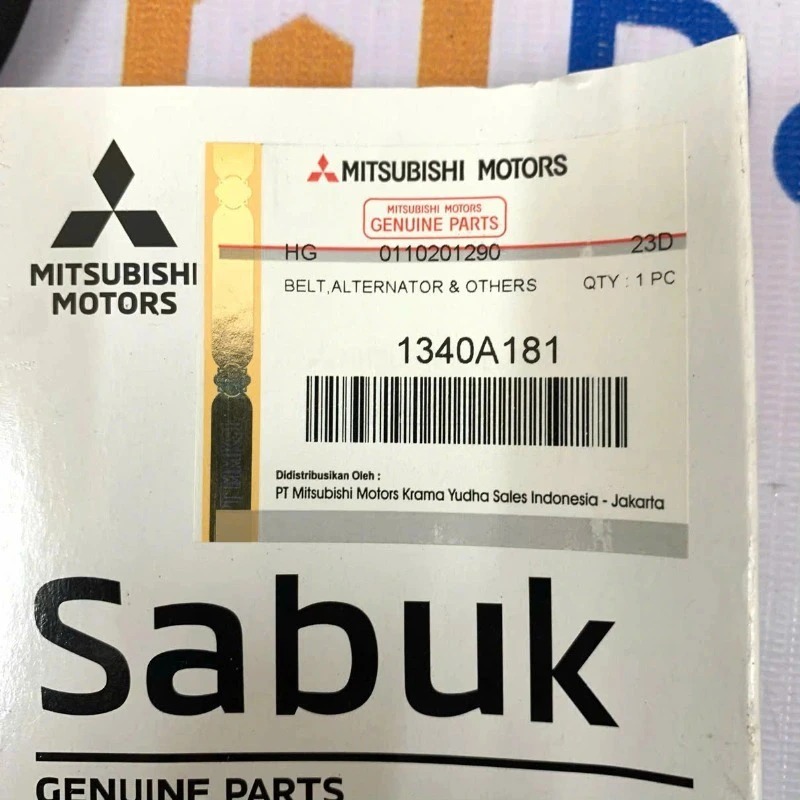 MITSUBISHI
MOTORS
MITSUBISHI MOTORS
MITSUBISHI MOTORS
GENUINE PARTS
HG 0110201290 23D
BELT,ALTERNATOR & OTHERS QTY : 1 PC
1340A181
Didistribusikan Oleh :
PT Mitsubishi Motors Krama Yudha Sales Indonesia - Jakarta
Sabuk
GENUINE PARTS